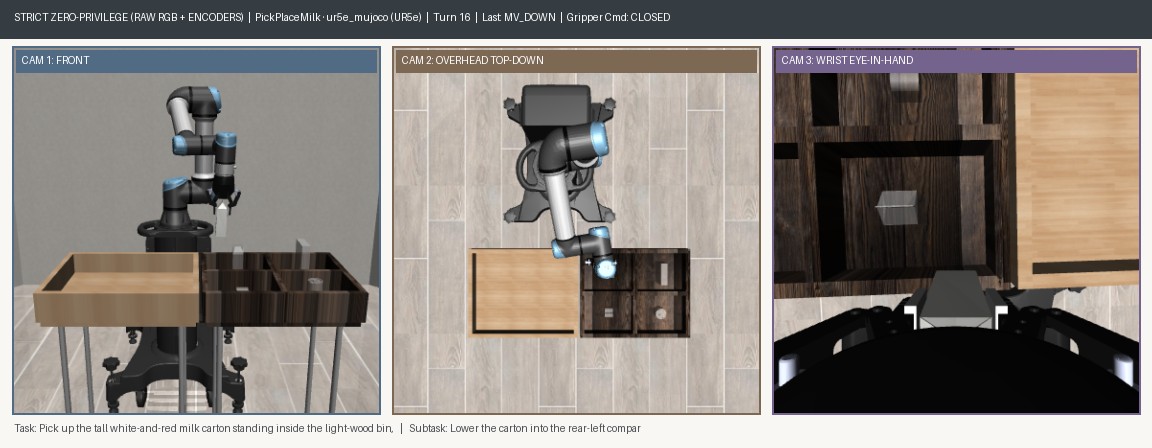 STRICT ZERO-PRIVILEGE (RAW RGB + ENCODERS) | PickPlaceMilk · ur5e_mujoco (UR5e) | Turn 16 | Last MV_DOWN | Gripper Cmd: CLOSED
CAM 1: FRONT
CAM 2: OVERHEAD TOP-DOWN
CAM 3: WRIST EYE-IN-HAND
Task: Pick up the tall white-and-red milk carton standing inside the light-wood bin, | Subtask: Lower the carton into the rear-left compar